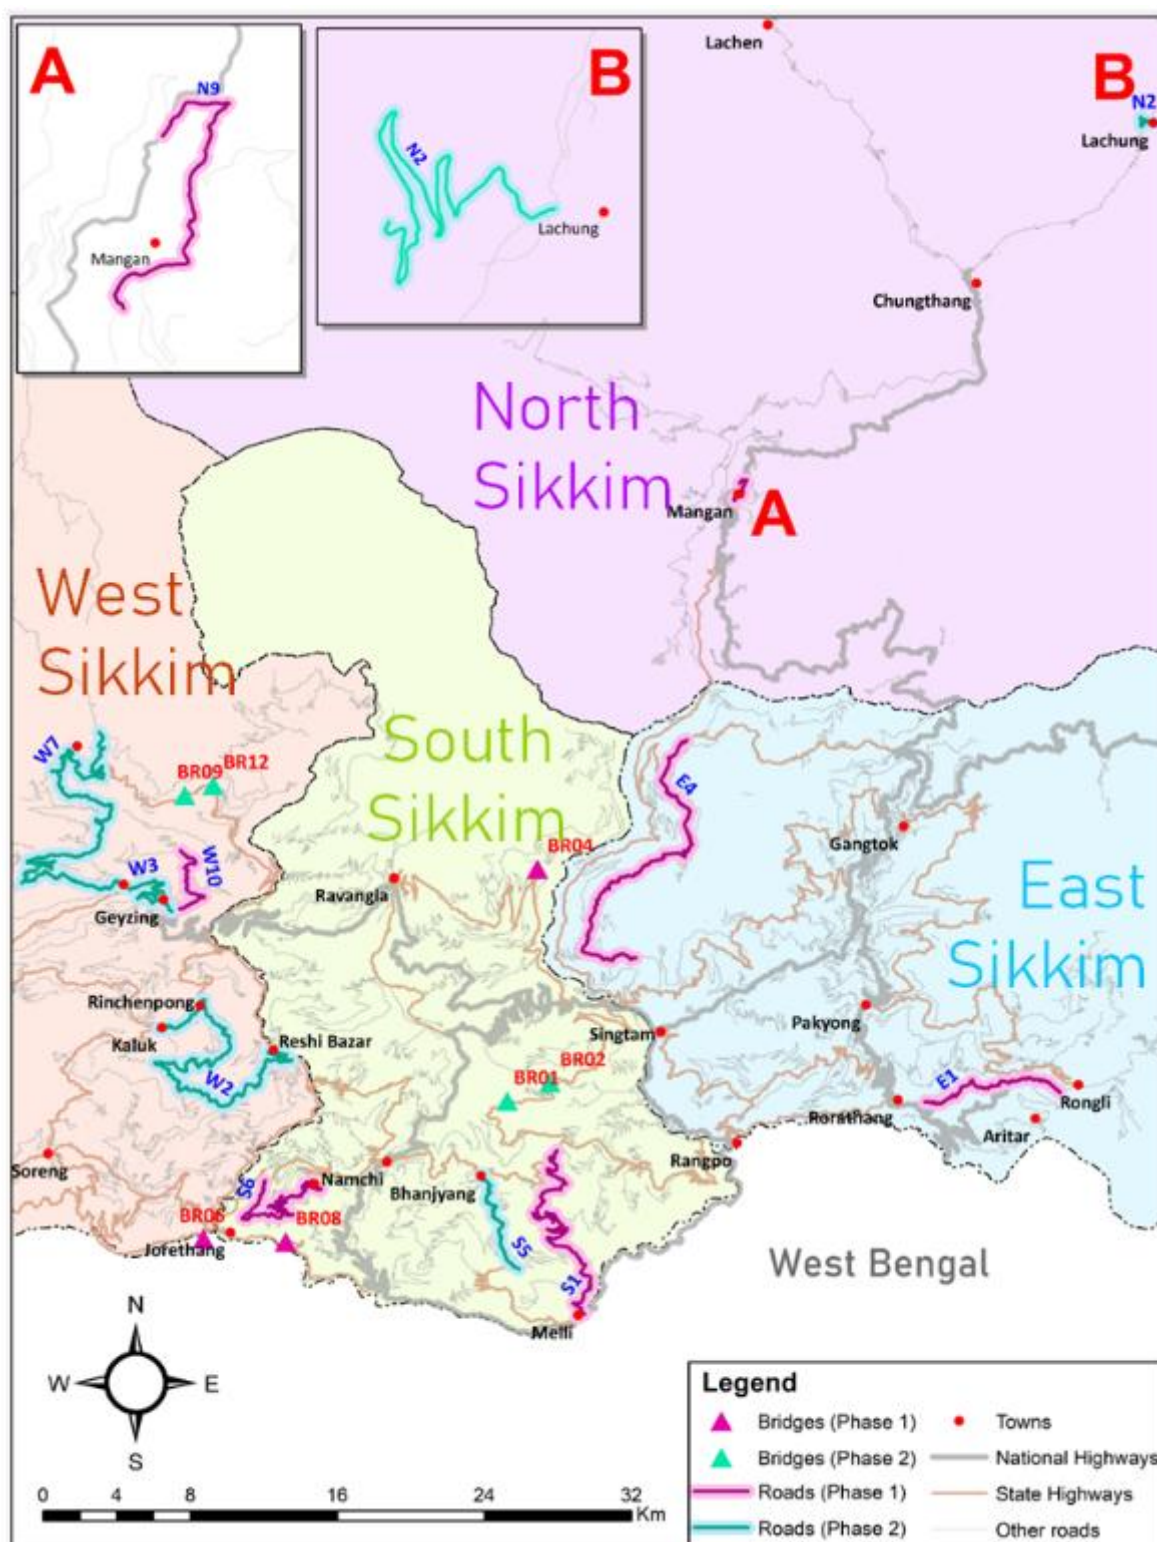 A
N9
Mangan
B
N2
Lachung
Lachen
B
N2
Lachung
Chungthang
North
Sikkim
Mangan
A
West
Sikkim
South
Sikkim
W7
BR09
BR12
E4
BR04
Gangtok
W3
W10
Ravangla
Geyzing
East
Sikkim
Rinchenpong
Kaluk
Reshi Bazar
W2
Singtam
Pakyong
BR02
BR01
E1
Rongli
Rorathang
Aritar
Rangpo
Soreng
Namchi
S6
Bhanjyang
BR06
BR08
Jorethang
S5
S1
Melli
West Bengal
N
W E
S
0 4 8 16 24 32
Km
Legend
Bridges (Phase 1)
Towns
Bridges (Phase 2)
National Highways
Roads (Phase 1)
State Highways
Roads (Phase 2)
Other roads